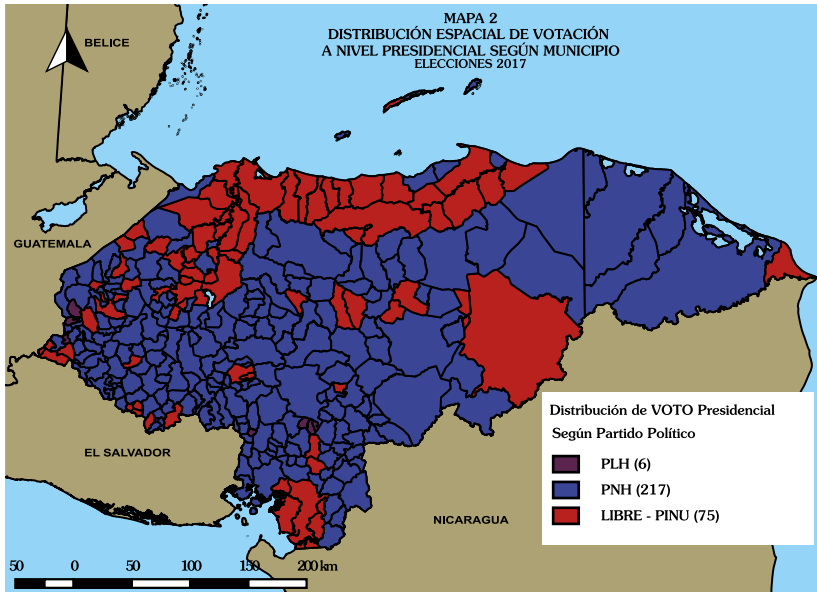 MAPA 2
DISTRIBUCIÓN ESPACIAL DE VOTACIÓN
A NIVEL PRESIDENCIAL SEGÚN MUNICIPIO
ELECCIONES 2017
BELICE
GUATEMALA
EL SALVADOR
NICARAGUA
Distribución de VOTO Presidencial
Según Partido Político
PLH (6)
PNH (217)
LIBRE - PINU (75)
50 0 50 100 150 200 km